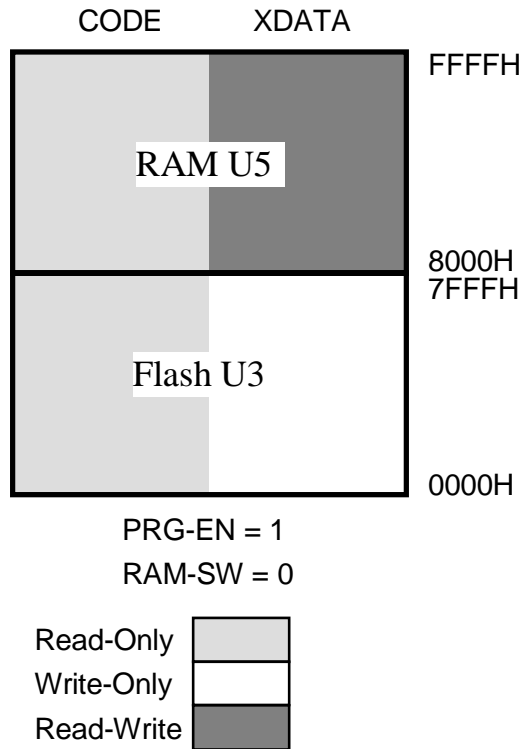 CODE XDATA
FFFFH
RAM U5
8000H
7FFFH
Flash U3
0000H
PRG-EN = 1
RAM-SW = 0
Read-Only
Write-Only
Read-Write